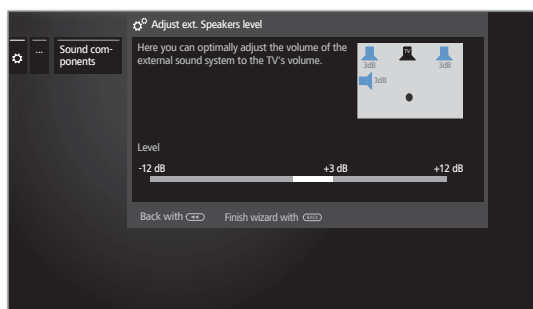 Adjust ext. Speakers level
... Sound com-
ponents
Here you can optimally adjust the volume of the
external sound system to the TV's volume.
TV
3dB 3dB
3dB
Level
-12 dB +3 dB +12 dB
Back with Finish wizard with BACK